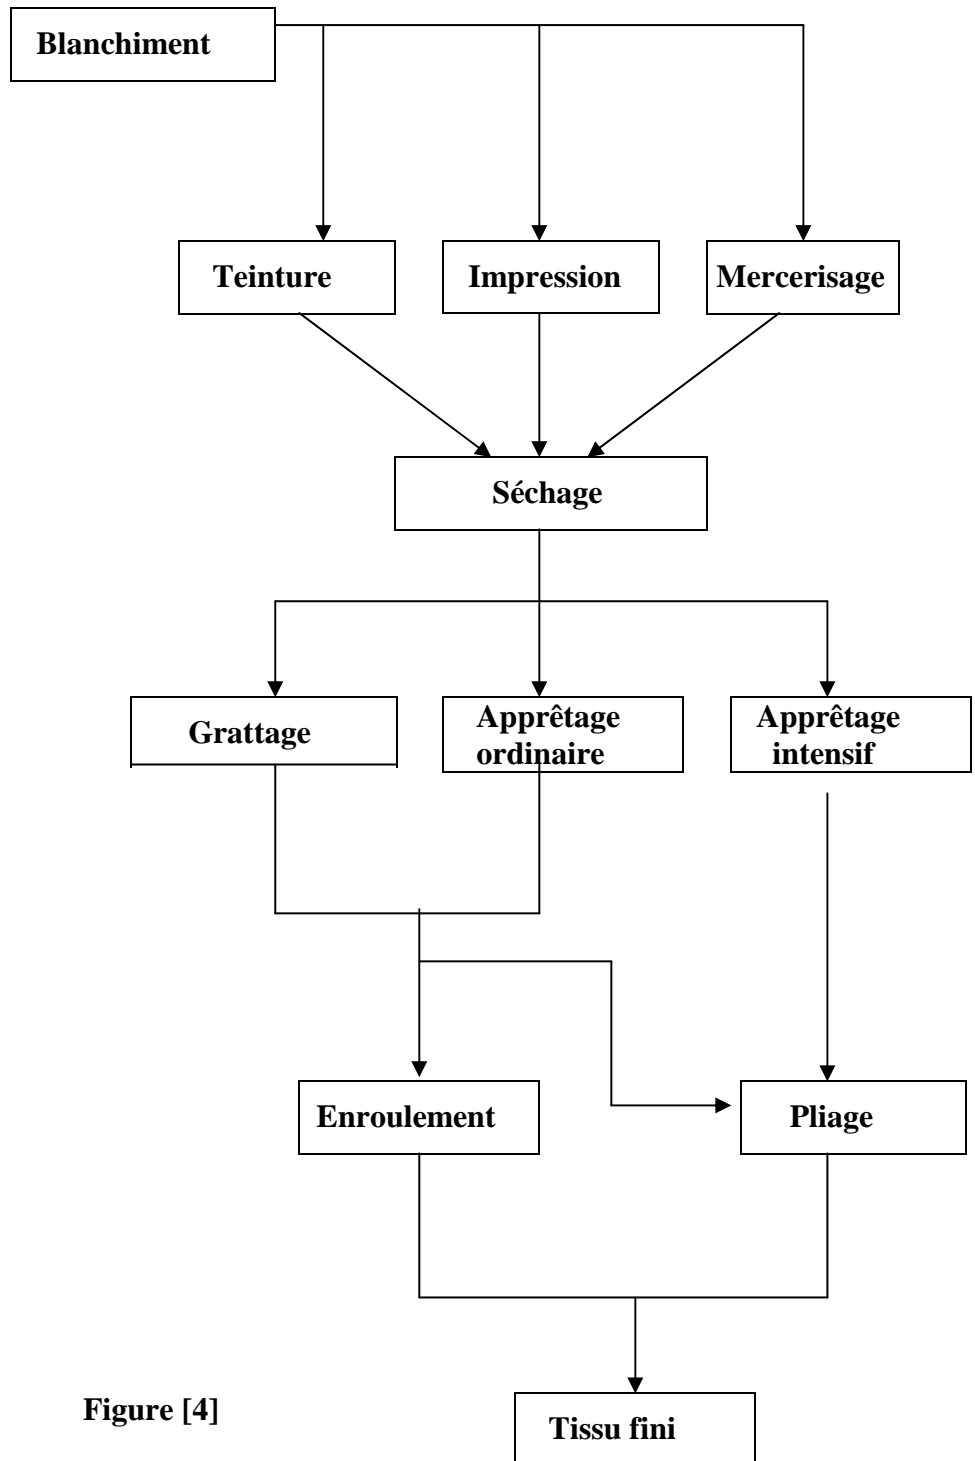 Blanchiment
Teinture
Impression
Mercerisage
Séchage
Grattage
Apprêtage
ordinaire
Apprêtage
intensif
Enroulement
Pliage
Figure [4]
Tissu fini